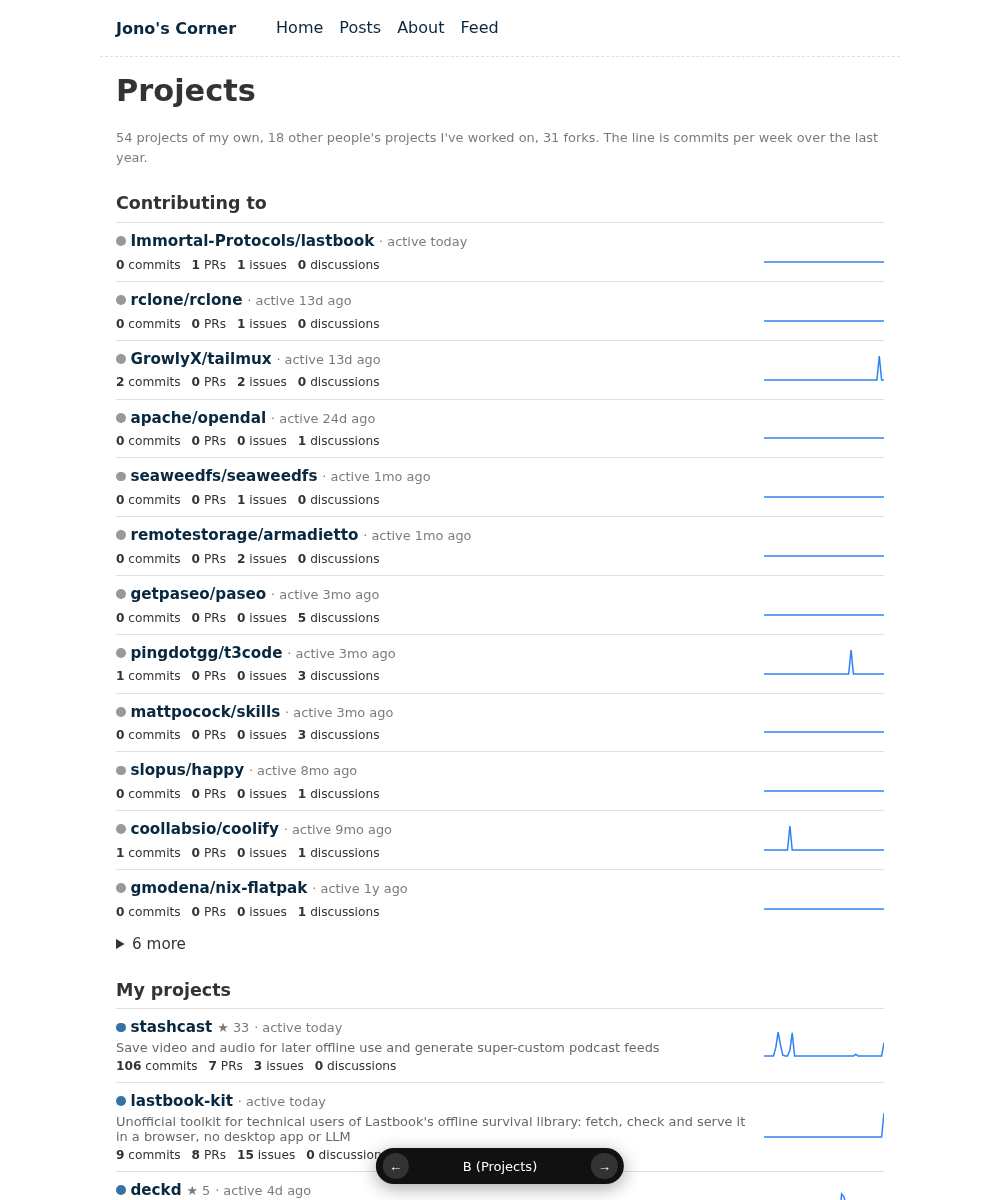 Jono's Corner Home Posts About Feed
Projects
54 projects of my own, 18 other people's projects I've worked on, 31 forks. The line is commits per week over the last
year.
Contributing to
Immortal-Protocols/lastbook · active today
0 commits 1 PRs 1 issues 0 discussions
rclone/rclone · active 13d ago
0 commits 0 PRs 1 issues 0 discussions
GrowlyX/tailmux · active 13d ago
2 commits 0 PRs 2 issues 0 discussions
apache/opendal · active 24d ago
0 commits 0 PRs 0 issues 1 discussions
seaweedfs/seaweedfs · active 1mo ago
0 commits 0 PRs 1 issues 0 discussions
remotestorage/armadietto · active 1mo ago
0 commits 0 PRs 2 issues 0 discussions
getpaseo/paseo · active 3mo ago
0 commits 0 PRs 0 issues 5 discussions
pingdotgg/t3code · active 3mo ago
1 commits 0 PRs 0 issues 3 discussions
mattpocock/skills · active 3mo ago
0 commits 0 PRs 0 issues 3 discussions
slopus/happy · active 8mo ago
0 commits 0 PRs 0 issues 1 discussions
coollabsio/coolify · active 9mo ago
1 commits 0 PRs 0 issues 1 discussions
gmodena/nix-flatpak · active 1y ago
0 commits 0 PRs 0 issues 1 discussions
▶ 6 more
My projects
stashcast ★ 33 · active today
Save video and audio for later offline use and generate super-custom podcast feeds
106 commits 7 PRs 3 issues 0 discussions
lastbook-kit · active today
Unofficial toolkit for technical users of Lastbook's offline survival library: fetch, check and serve it
in a browser, no desktop app or LLM
9 commits 8 PRs 15 issues 0 discussion
← B (Projects) →
deckd ★ 5 · active 4d ago